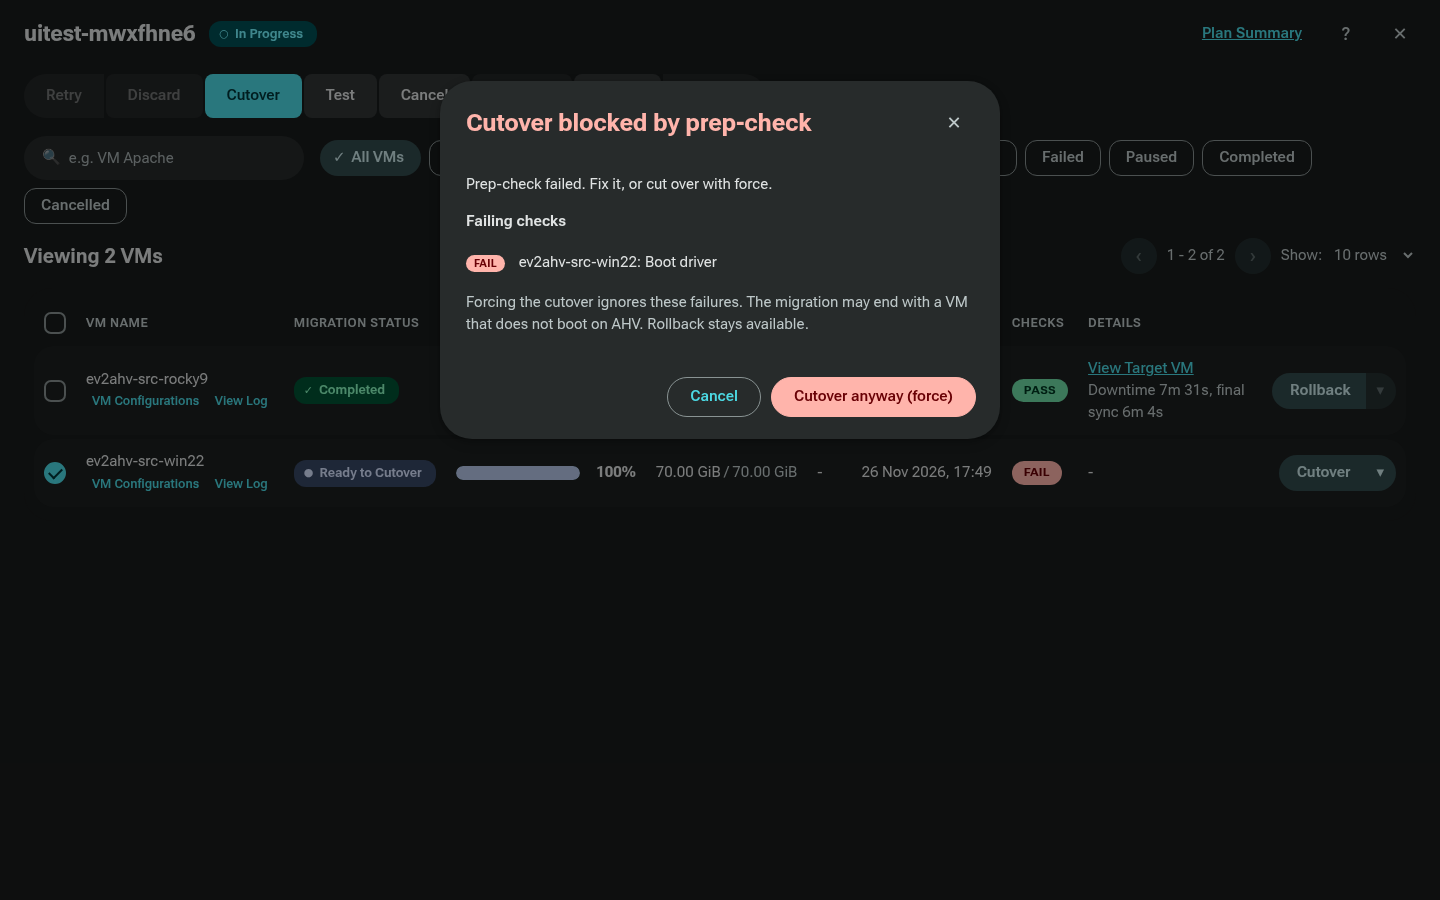 uitest-mwxfhne6
In Progress
Plan Summary
?
✕
Retry
Discard
Cutover
Test
Cancel
e.g. VM Apache
✓ All VMs
Failed
Paused
Completed
Cancelled
Viewing 2 VMs
‹
1 - 2 of 2
›
Show: 10 rows
VM NAME
MIGRATION STATUS
CHECKS
DETAILS
ev2ahv-src-rocky9
VM Configurations
View Log
✓ Completed
PASS
View Target VM
Downtime 7m 31s, final
sync 6m 4s
Rollback
ev2ahv-src-win22
VM Configurations
View Log
Ready to Cutover
100%
70.00 GiB / 70.00 GiB
-
26 Nov 2026, 17:49
FAIL
-
Cutover
Cutover blocked by prep-check
✕
Prep-check failed. Fix it, or cut over with force.
Failing checks
FAIL
ev2ahv-src-win22: Boot driver
Forcing the cutover ignores these failures. The migration may end with a VM
that does not boot on AHV. Rollback stays available.
Cancel
Cutover anyway (force)